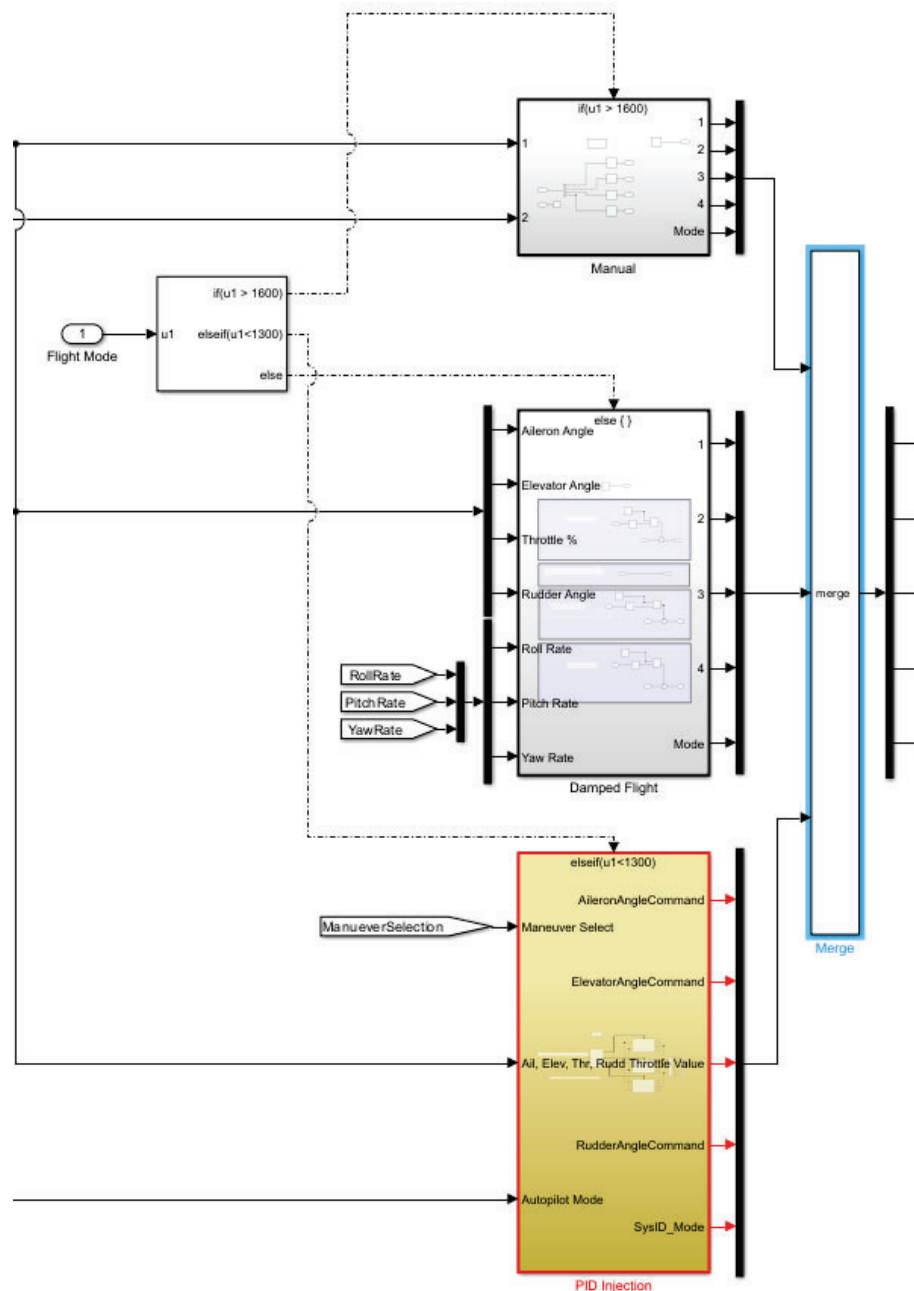 if(u1 > 1600)
1
2
1
2
3
4
Mode
Manual
if(u1 > 1600)
u1
elseif(u1<1300)
else
1
Flight Mode
else { }
Aileron Angle
Elevator Angle
Throttle %
Rudder Angle
Roll Rate
Pitch Rate
Yaw Rate
1
2
3
4
Mode
Damped Flight
RollRate
PitchRate
YawRate
merge
Merge
elseif(u1<1300)
ManueverSelection
Maneuver Select
AileronAngleCommand
ElevatorAngleCommand
Ail, Elev, Thr, Rudd Throttle Value
RudderAngleCommand
Autopilot Mode
SysID_Mode
PID Injection